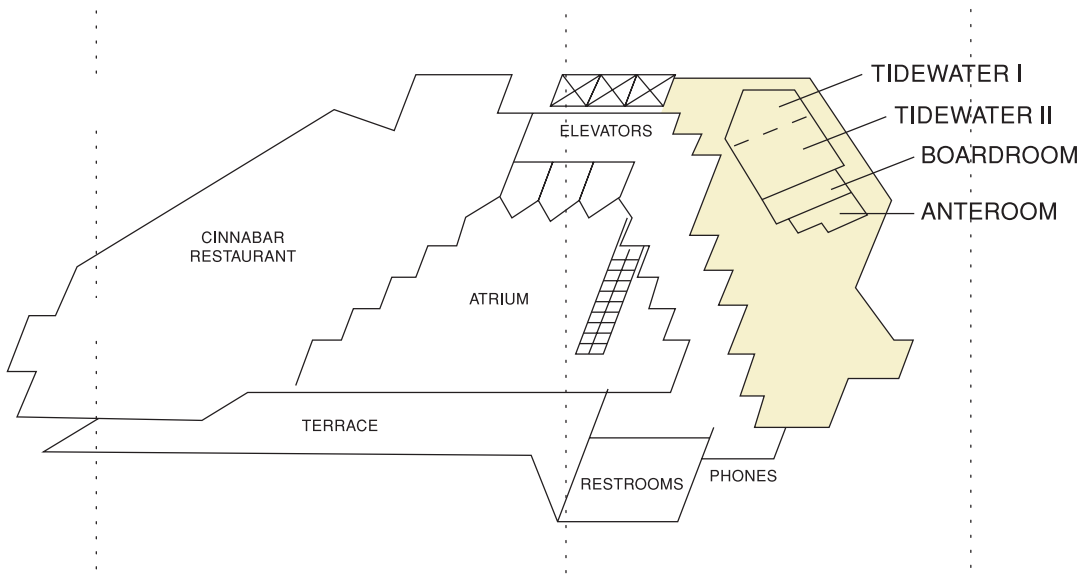 TIDEWATER I
TIDEWATER II
ELEVATORS
BOARDROOM
ANTEROOM
CINNABAR
RESTAURANT
ATRIUM
TERRACE
PHONES
RESTROOMS